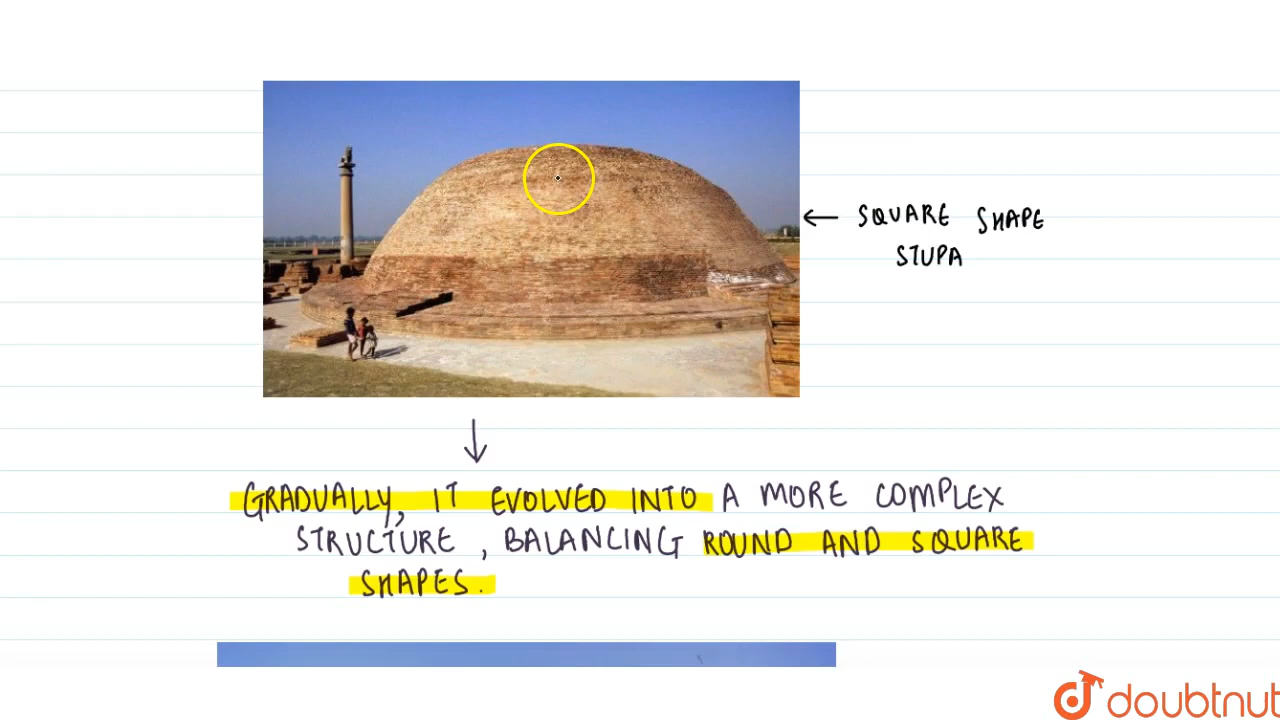 ← SQUARE SHAPE
STUPA
GRADUALLY, IT EVOLVED INTO A MORE COMPLEX
STRUCTURE, BALANCING ROUND AND SQUARE
SHAPES.
doubtnut